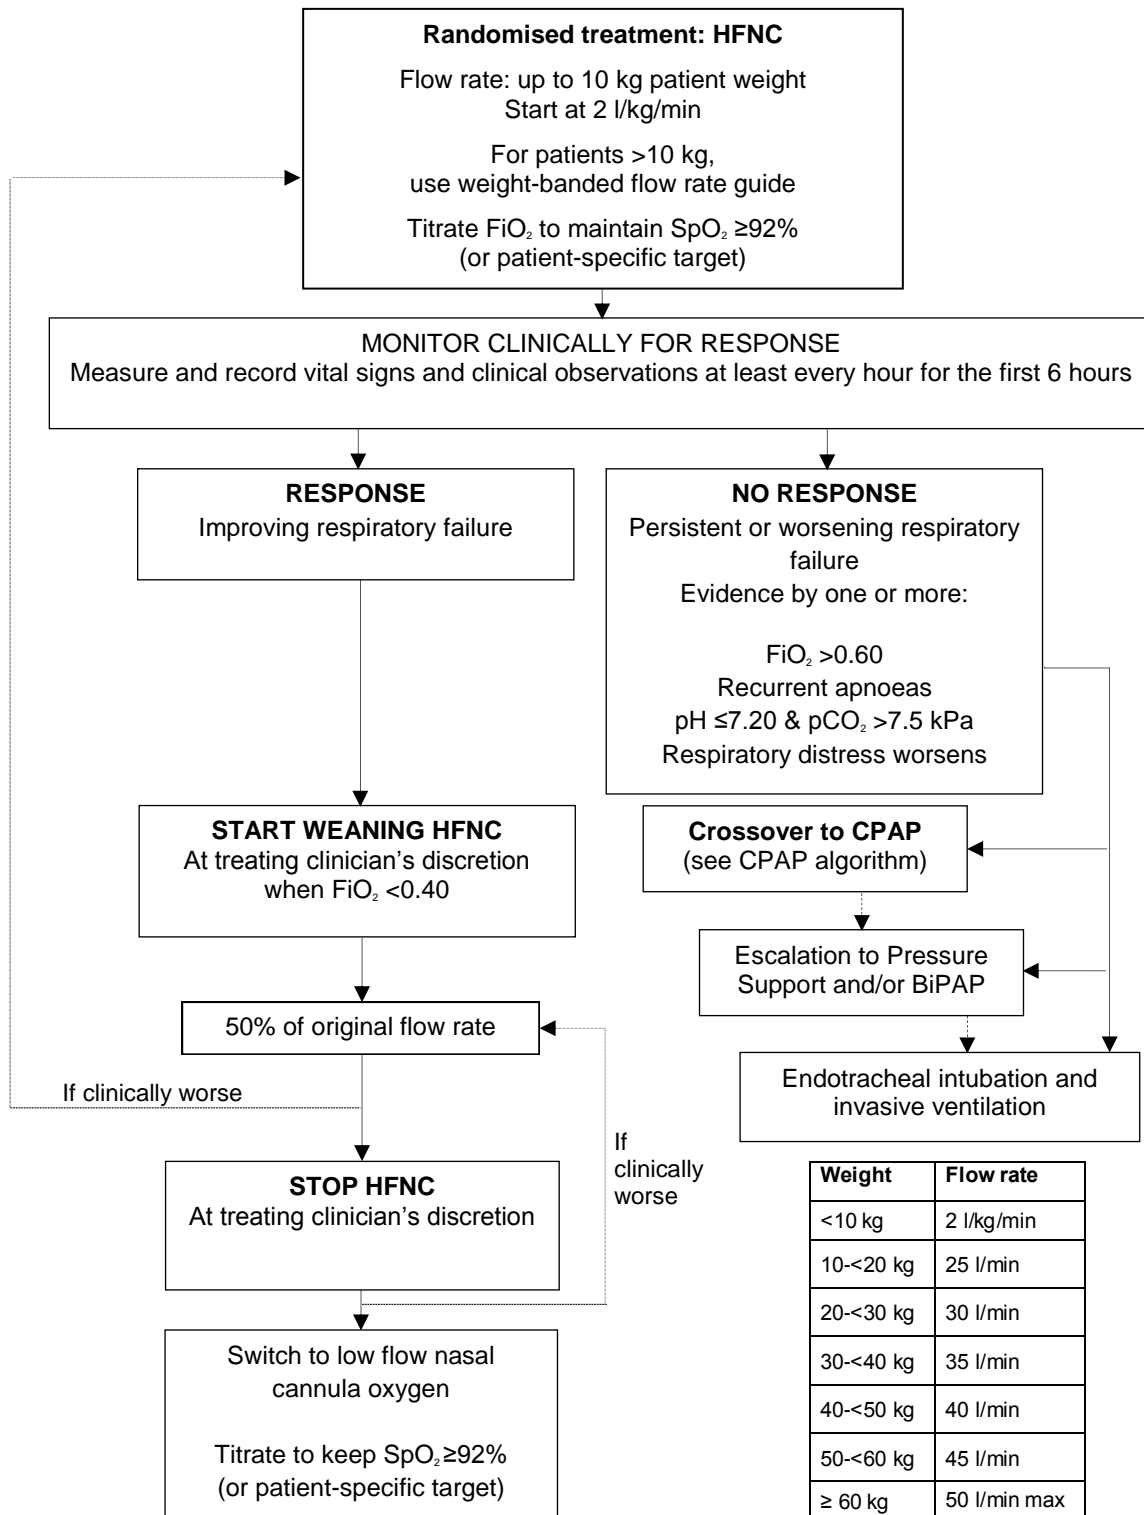 Randomised treatment: HFNC
Flow rate: up to 10 kg patient weight
Start at 2 l/kg/min
For patients >10 kg,
use weight-banded flow rate guide
Titrate FiO₂ to maintain SpO₂ ≥92%
(or patient-specific target)
MONITOR CLINICALLY FOR RESPONSE
Measure and record vital signs and clinical observations at least every hour for the first 6 hours
RESPONSE
Improving respiratory failure
NO RESPONSE
Persistent or worsening respiratory
failure
Evidence by one or more:
FiO₂ >0.60
Recurrent apnoeas
pH ≤7.20 & pCO₂ >7.5 kPa
Respiratory distress worsens
START WEANING HFNC
At treating clinician’s discretion
when FiO₂ <0.40
Crossover to CPAP
(see CPAP algorithm)
Escalation to Pressure
Support and/or BiPAP
50% of original flow rate
Endotracheal intubation and
invasive ventilation
If clinically worse
If
clinically
worse
STOP HFNC
At treating clinician’s discretion
Switch to low flow nasal
cannula oxygen
Titrate to keep SpO₂ ≥92%
(or patient-specific target)
Weight Flow rate
<10 kg 2 l/kg/min
10-<20 kg 25 l/min
20-<30 kg 30 l/min
30-<40 kg 35 l/min
40-<50 kg 40 l/min
50-<60 kg 45 l/min
≥ 60 kg 50 l/min max